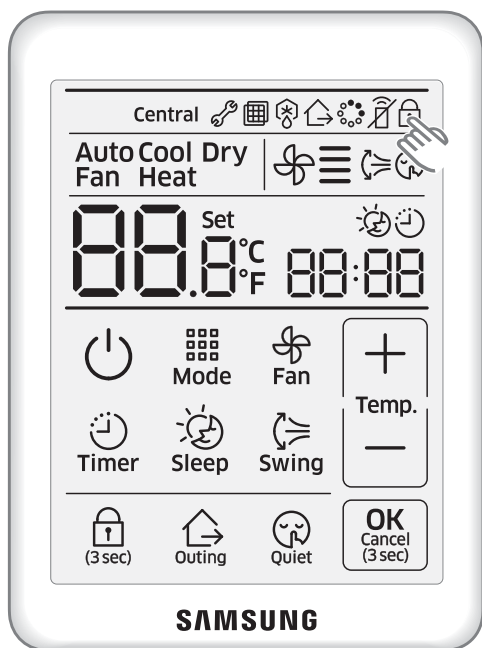 Central
Auto Cool Dry
Fan Heat
Set
88.8 °C
°F
88:88
Mode
Fan
Temp.
Timer
Sleep
Swing
(3 sec)
Outing
Quiet
OK
Cancel
(3 sec)
SAMSUNG